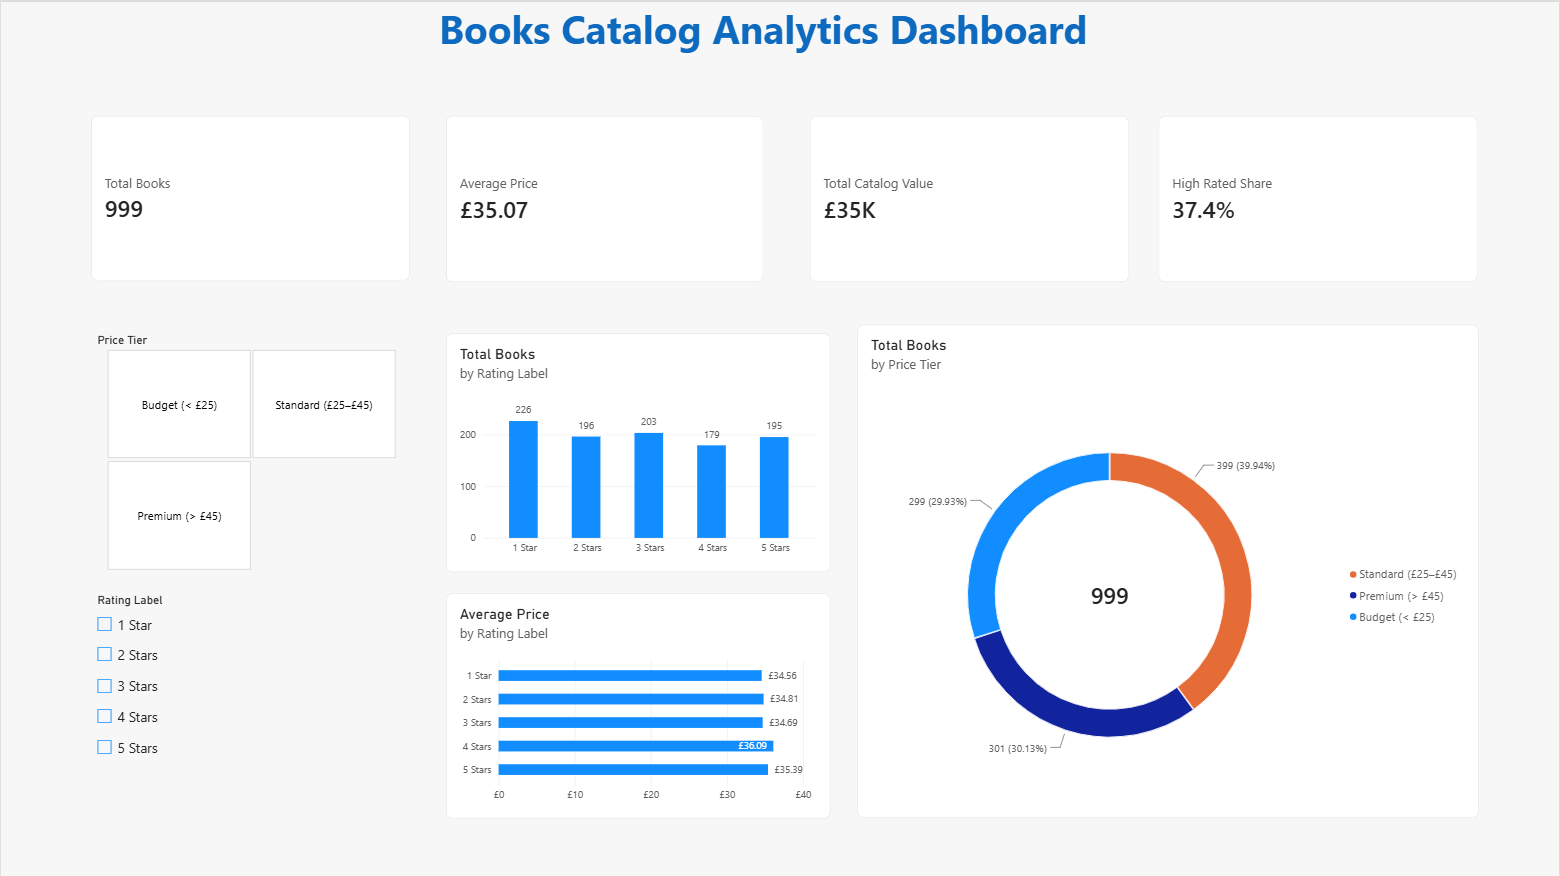 Books Catalog Analytics Dashboard
Total Books
999
Average Price
£35.07
Total Catalog Value
£35K
High Rated Share
37.4%
Price Tier
Budget (< £25)
Standard (£25–£45)
Premium (> £45)
Rating Label
1 Star
2 Stars
3 Stars
4 Stars
5 Stars
Total Books
by Rating Label
226
196
203
179
195
200
100
0
1 Star
2 Stars
3 Stars
4 Stars
5 Stars
Average Price
by Rating Label
1 Star £34.56
2 Stars £34.81
3 Stars £34.69
4 Stars £36.09
5 Stars £35.39
£0 £10 £20 £30 £40
Total Books
by Price Tier
399 (39.94%)
299 (29.93%)
999
301 (30.13%)
Standard (£25–£45)
Premium (> £45)
Budget (< £25)